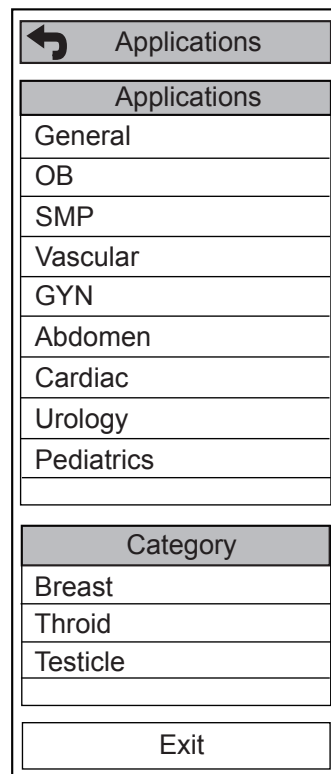 Applications
Applications
General
OB
SMP
Vascular
GYN
Abdomen
Cardiac
Urology
Pediatrics
Category
Breast
Throid
Testicle
Exit